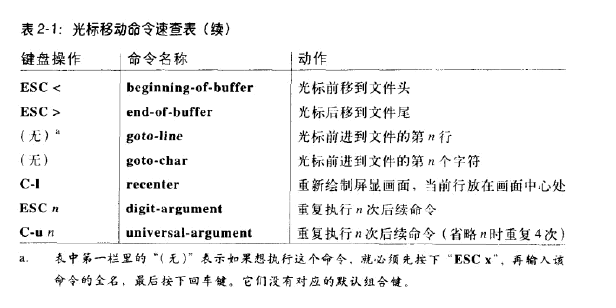 表 2-1：光标移动命令速查表（续）
键盘操作 命令名称 动作
ESC < beginning-of-buffer 光标前移到文件头
ESC > end-of-buffer 光标后移到文件尾
（无）a goto-line 光标前进到文件的第 n 行
（无） goto-char 光标前进到文件的第 n 个字符
C-l recenter 重新绘制屏显画面，当前行放在画面中心处
ESC n digit-argument 重复执行 n 次后续命令
C-u n universal-argument 重复执行 n 次后续命令（省略 n 时重复 4 次）
a. 表中第一栏里的“（无）”表示如果想执行这个命令，就必须先按下“ESC x”，再输入该
命令的全名，最后按下回车键。它们没有对应的默认组合键。